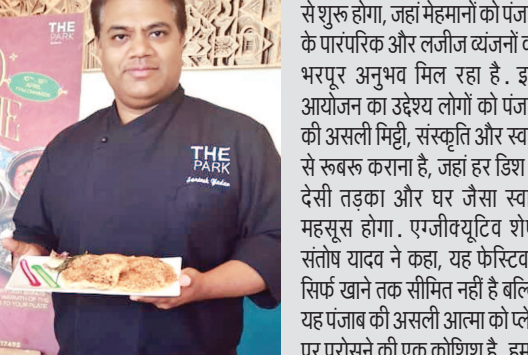 THE
PARK
THE
PARK
Santosh Yadav
से शुरू होगा, जहां मेहमानों को
के पारंपरिक और लजीज व्यंजनों
भरपूर अनुभव मिल रहा है.
आयोजन का उद्देश्य लोगों को
की असली मिट्टी, संस्कृति और
से रूबरू कराना है, जहां हर डिश
देसी तड़का और घर जैसा
महसूस होगा. एग्जीक्यूटिव
संतोष यादव ने कहा, यह
सिर्फ खाने तक सीमित नहीं है
यह पंजाब की असली आत्मा को
पर परोसने की एक कोशिश है.